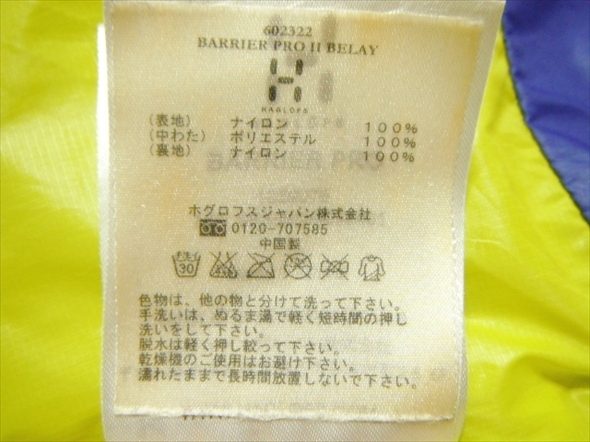 602322
BARRIER PRO II BELAY
HAGLOFS
(表地) ナイロン 100%
(中わた) ポリエステル 100%
(裏地) ナイロン 100%
ホグロフスジャパン株式会社
0120-707585
中国製
30
色物は、他の物と分けて洗って下さい。
手洗いは、ぬるま湯で軽く短時間の押し
洗いをして下さい。
脱水は軽く押し絞って下さい。
乾燥機のご使用はお避け下さい。
濡れたままで長時間放置しないで下さい。